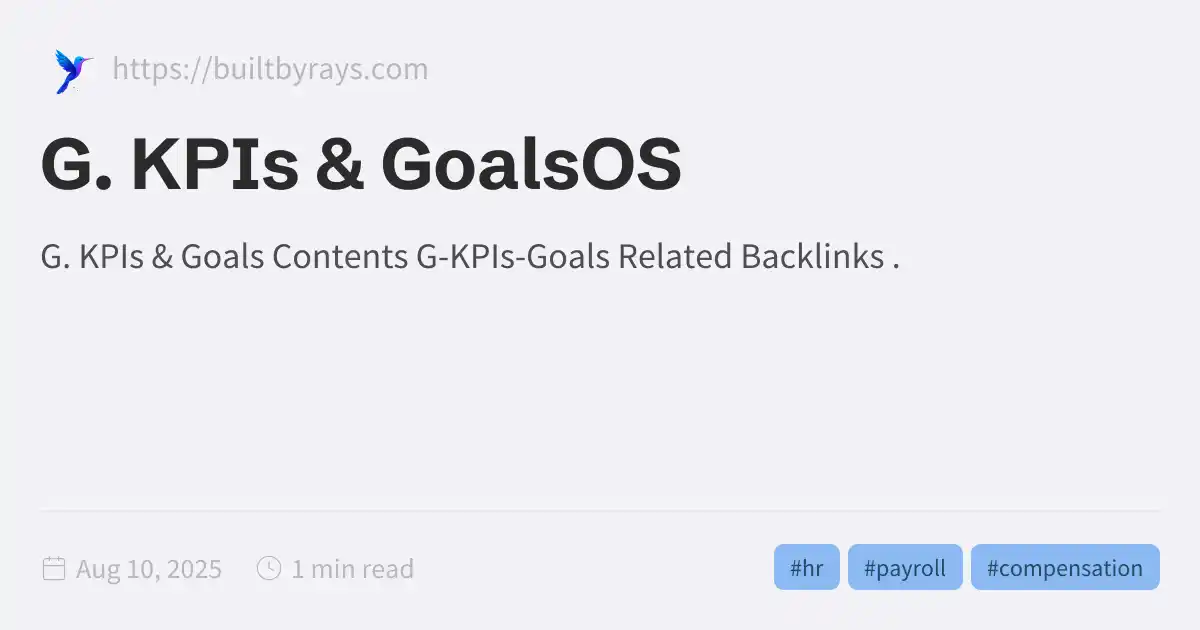 https://builtbyrays.com
G. KPIs & GoalsOS
G. KPIs & Goals Contents G-KPIs-Goals Related Backlinks .
Aug 10, 2025 1 min read #hr #payroll #compensation